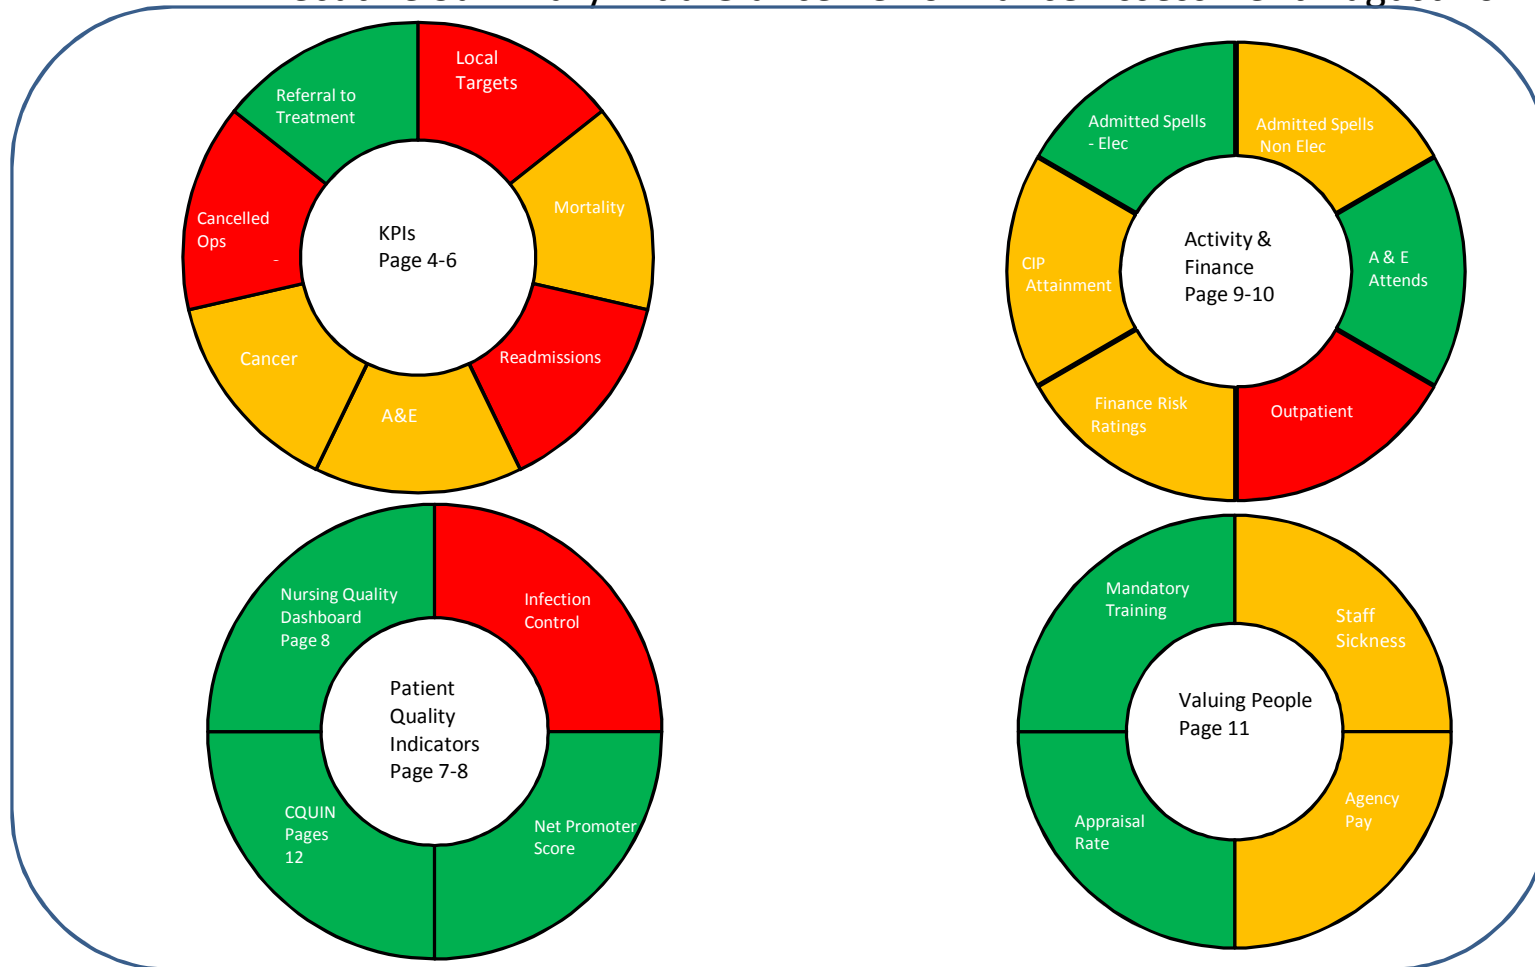 Local
Targets
Referral to
Treatment
Mortality
Cancelled
Ops
-
KPIs
Page 4-6
Cancer
Readmissions
A&E
Admitted Spells
- Elec
Admitted Spells
Non Elec
CIP
Attainment
Activity &
Finance
Page 9-10
A & E
Attends
Finance Risk
Ratings
Outpatient
Nursing Quality
Dashboard
Page 8
Infection
Control
Patient
Quality
Indicators
Page 7-8
CQUIN
Pages
12
Net Promoter
Score
Mandatory
Training
Staff
Sickness
Valuing People
Page 11
Appraisal
Rate
Agency
Pay